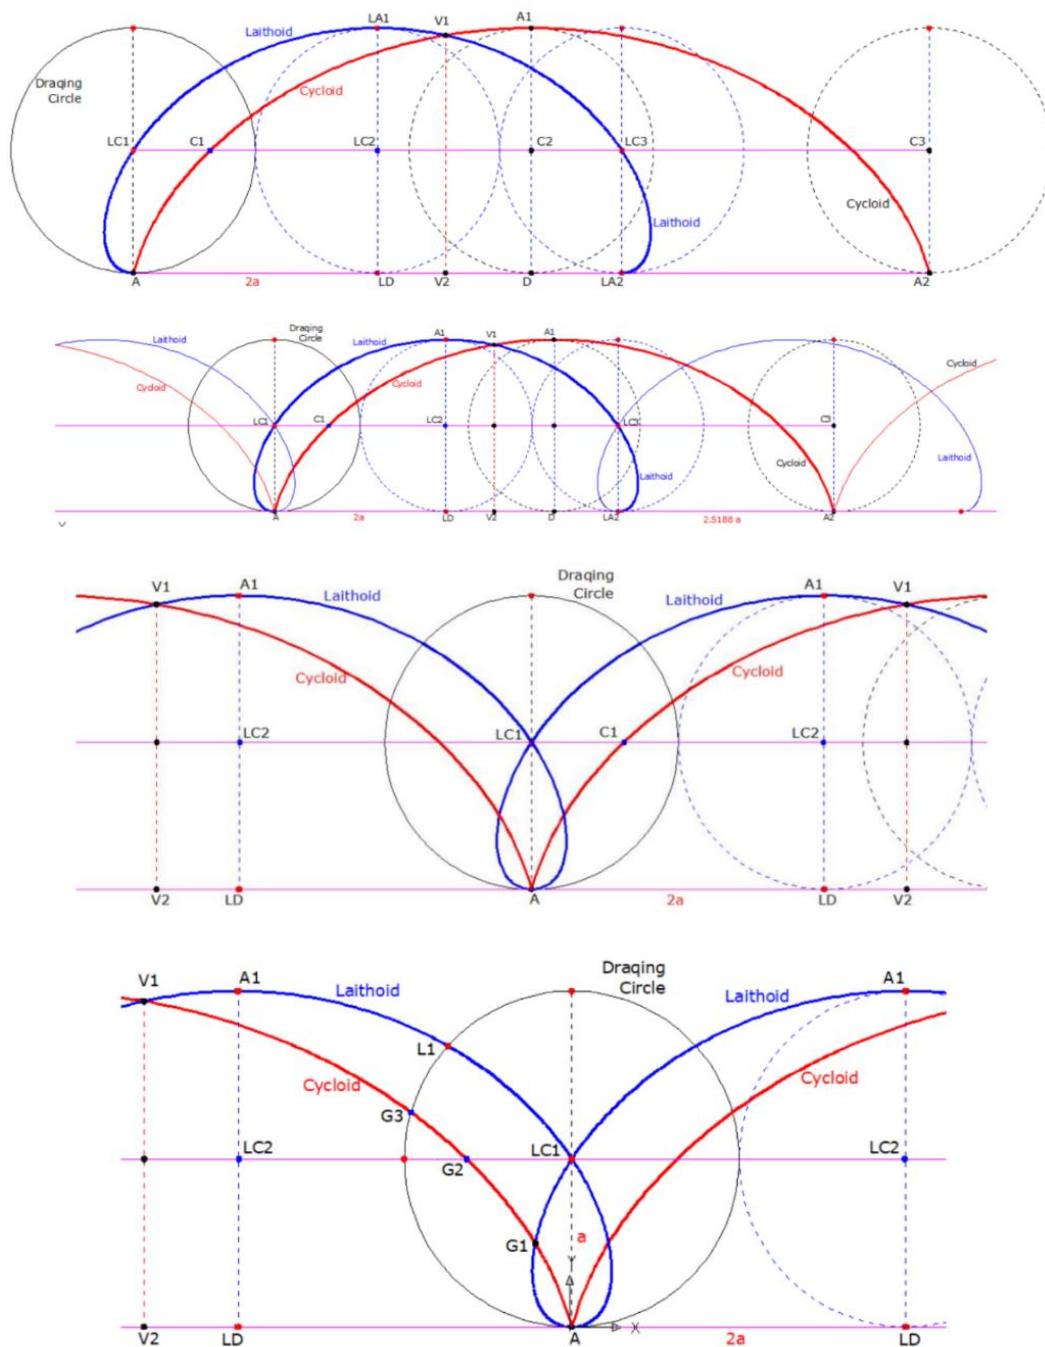 LA1 V1 A1
Laithoid
Draqing
Circle
Cycloid
LC1 C1 LC2 C2 LC3 C3
Laithoid Cycloid
A 2a LD V2 D LA2 A2
Draqing
Circle
Laithoid Laithoid A1 V1 A1
Cycloid
Cycloid Cycloid
C1 LC2 C3
Cycloid Laithoid
Laithoid
A 2a LD V2 D LA2 2.5188 a A2
V1 A1 Draqing A1 V1
Circle
Laithoid Laithoid
Cycloid Cycloid
LC2 LC1 C1 LC2
V2 LD A 2a LD V2
V1 A1 Draqing A1
Circle
Laithoid Laithoid
L1
Cycloid Cycloid
G3
LC2 G2 LC1 LC2
G1 a
Y
X
V2 LD A 2a LD